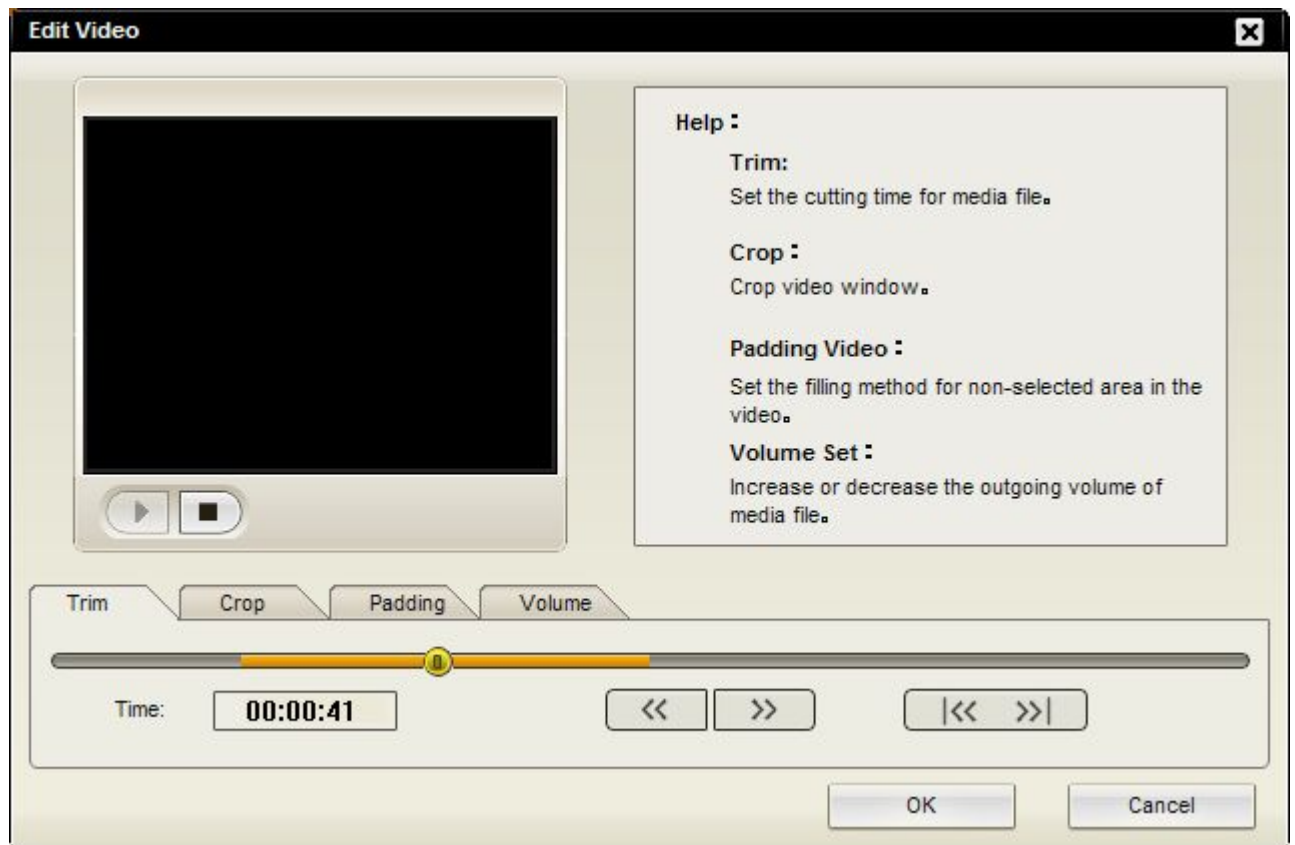 Edit Video
Help：
Trim:
Set the cutting time for media file。
Crop：
Crop video window。
Padding Video：
Set the filling method for non-selected area in the
video。
Volume Set：
Increase or decrease the outgoing volume of
media file。
Trim Crop Padding Volume
Time: 00:00:41 << >> |<< >>|
OK Cancel